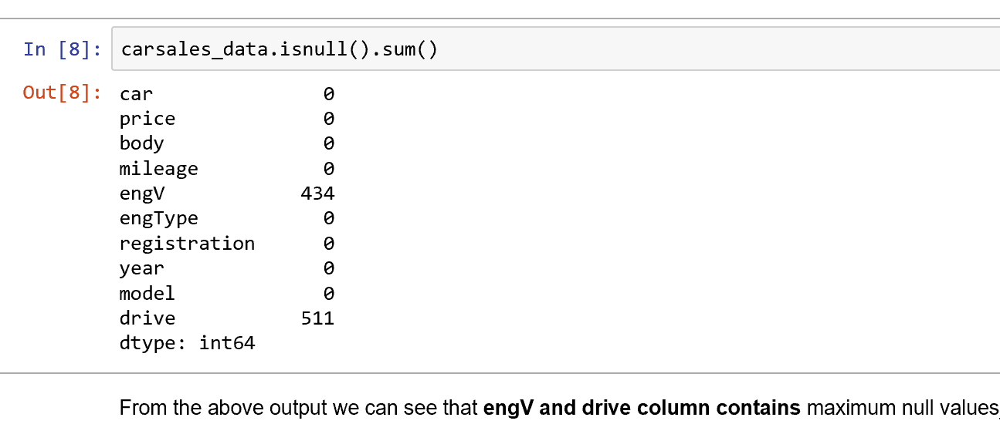 In [8]: carsales_data.isnull().sum()
Out[8]: car 0
price 0
body 0
mileage 0
engV 434
engType 0
registration 0
year 0
model 0
drive 511
dtype: int64
From the above output we can see that engV and drive column contains maximum null values